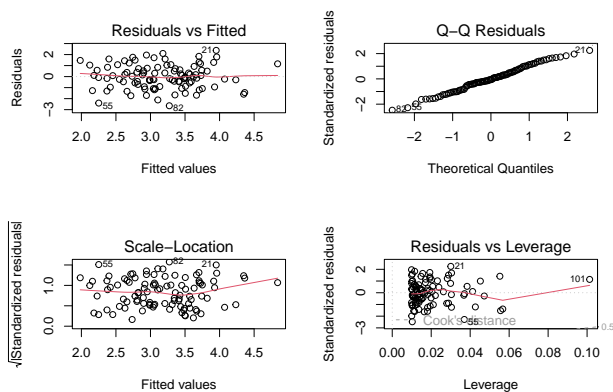 Residuals vs Fitted
Residuals
2
0
−3
21
55
82
2.0 2.5 3.0 3.5 4.0 4.5
Fitted values
Q−Q Residuals
Standardized residuals
2
0
−2
21
82
55
−2 −1 0 1 2
Theoretical Quantiles
Scale−Location
√|Standardized residuals|
1.0
0.0
55
82
21
2.0 2.5 3.0 3.5 4.0 4.5
Fitted values
Residuals vs Leverage
Standardized residuals
2
0
−3
21
101
55
Cook's distance
0.5
0.00 0.02 0.04 0.06 0.08 0.10
Leverage